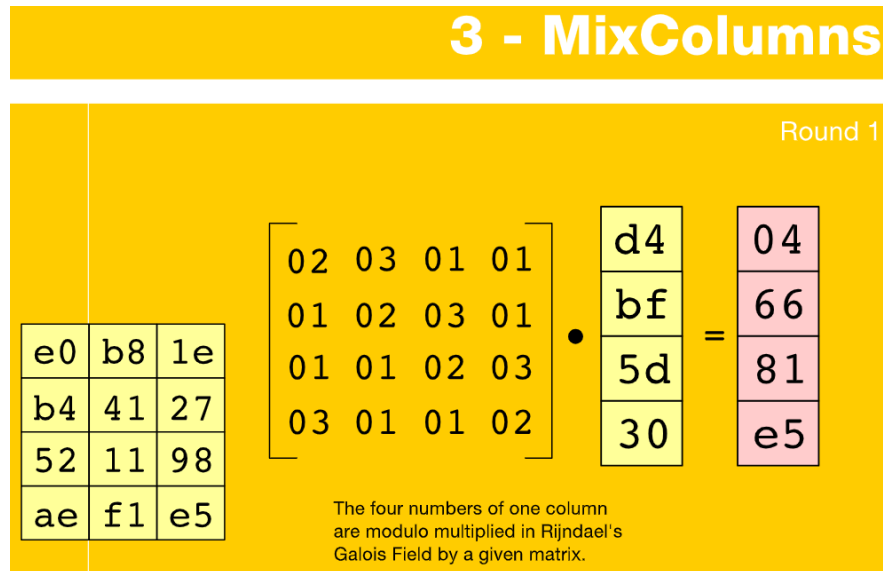 3 - MixColumns
Round 1
e0 b8 1e
b4 41 27
52 11 98
ae f1 e5
02 03 01 01
01 02 03 01
01 01 02 03
03 01 01 02
•
d4
bf
5d
30
=
04
66
81
e5
The four numbers of one column
are modulo multiplied in Rijndael's
Galois Field by a given matrix.